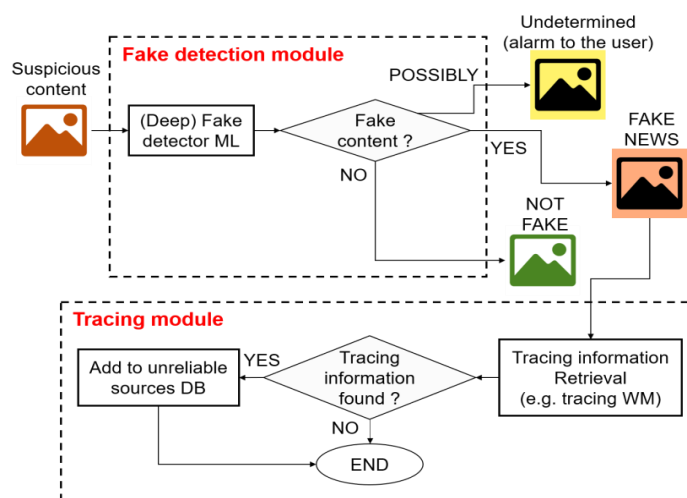 Undetermined
(alarm to the user)
Fake detection module
Suspicious
content
POSSIBLY
(Deep) Fake
detector ML
Fake
content ?
FAKE
NEWS
YES
NO
NOT
FAKE
Tracing module
YES
Add to unreliable
sources DB
Tracing
information
found ?
Tracing information
Retrieval
(e.g. tracing WM)
NO
END